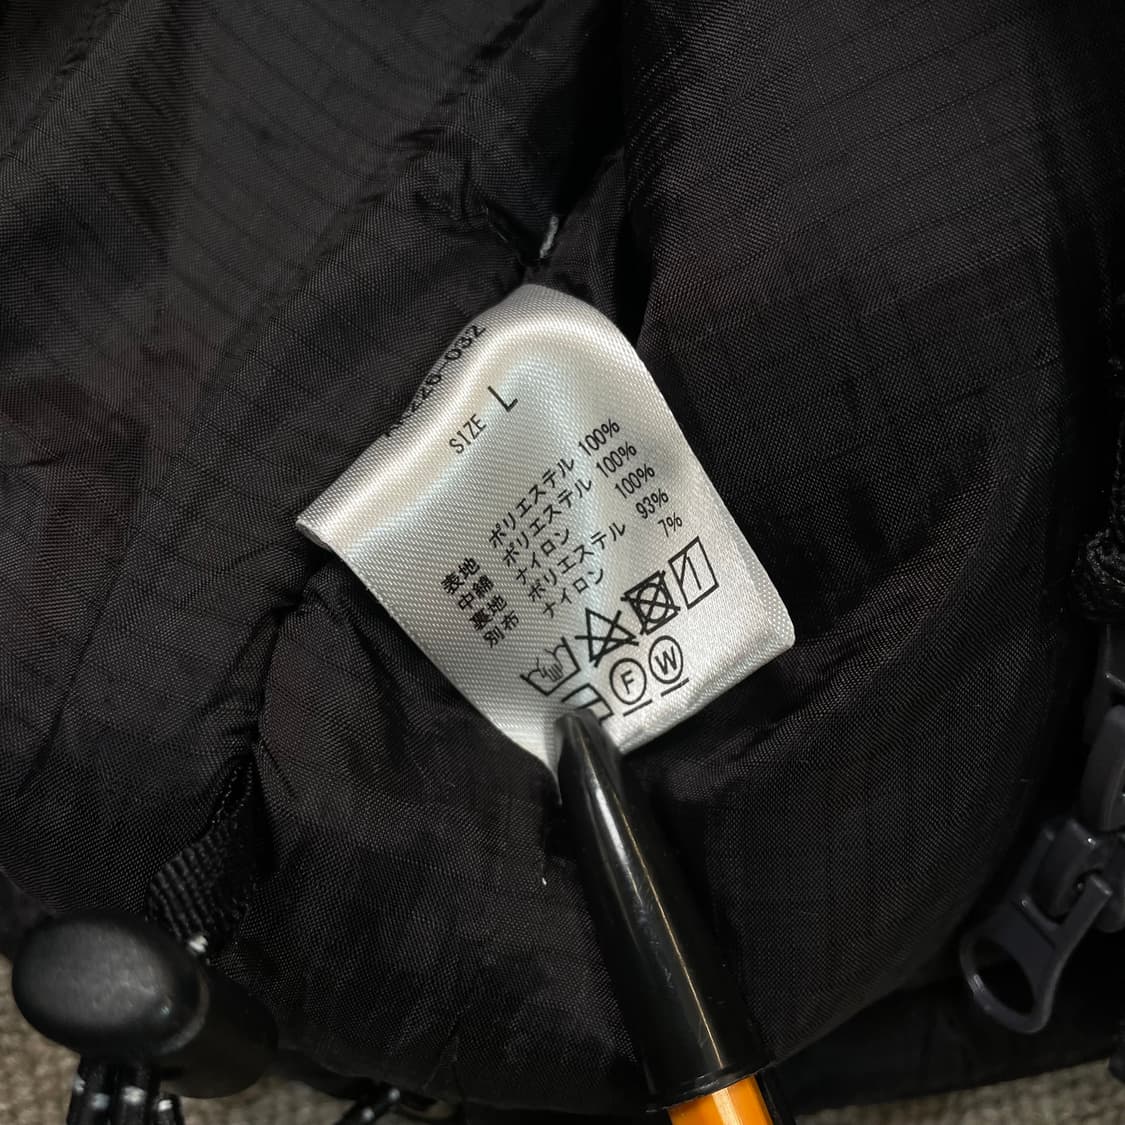 220-032
SIZE L
表地 ポリエステル 100%
中綿 ポリエステル 100%
裏地 ナイロン 100%
別布 ポリエステル 93%
ナイロン 7%
F W